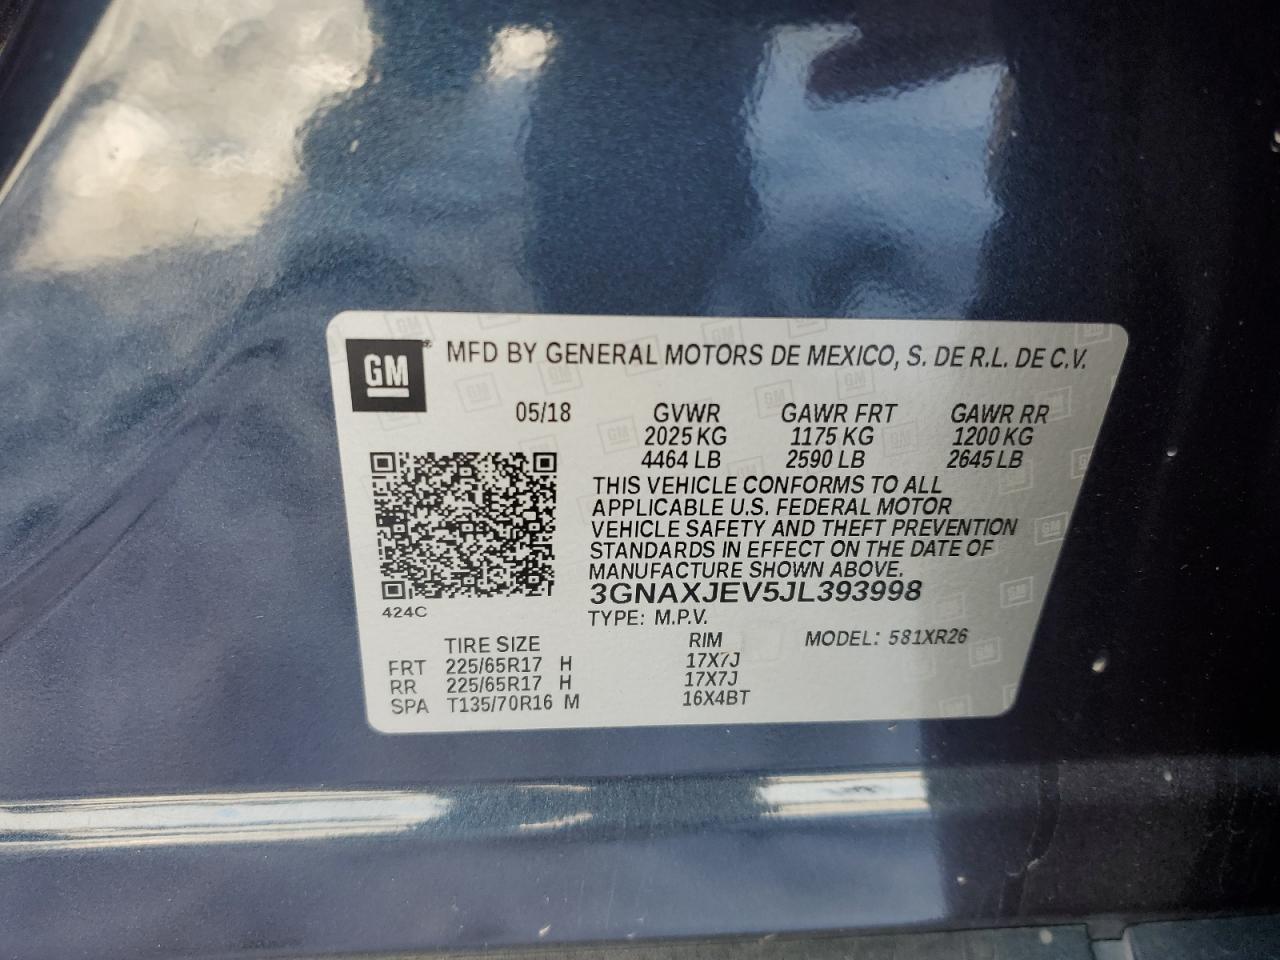 GM ® MFD BY GENERAL MOTORS DE MEXICO, S. DE R.L. DE C.V.
05/18 GVWR GAWR FRT GAWR RR
2025 KG 1175 KG 1200 KG
4464 LB 2590 LB 2645 LB
THIS VEHICLE CONFORMS TO ALL
APPLICABLE U.S. FEDERAL MOTOR
VEHICLE SAFETY AND THEFT PREVENTION
STANDARDS IN EFFECT ON THE DATE OF
MANUFACTURE SHOWN ABOVE.
3GNAXJEV5JL393998
424C
TYPE: M.P.V.
TIRE SIZE RIM MODEL: 581XR26
FRT 225/65R17 H 17X7J
RR 225/65R17 H 17X7J
SPA T135/70R16 M 16X4BT